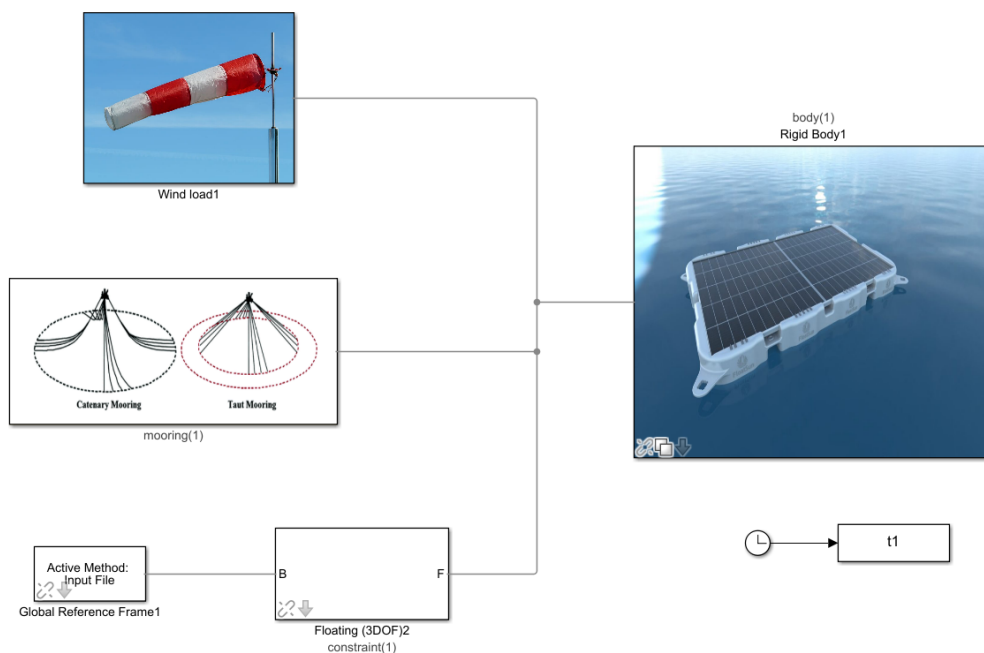 Wind load1
body(1)
Rigid Body1
Catenary Mooring
Taut Mooring
mooring(1)
Active Method:
Input File
Global Reference Frame1
B
F
Floating (3DOF)2
constraint(1)
t1